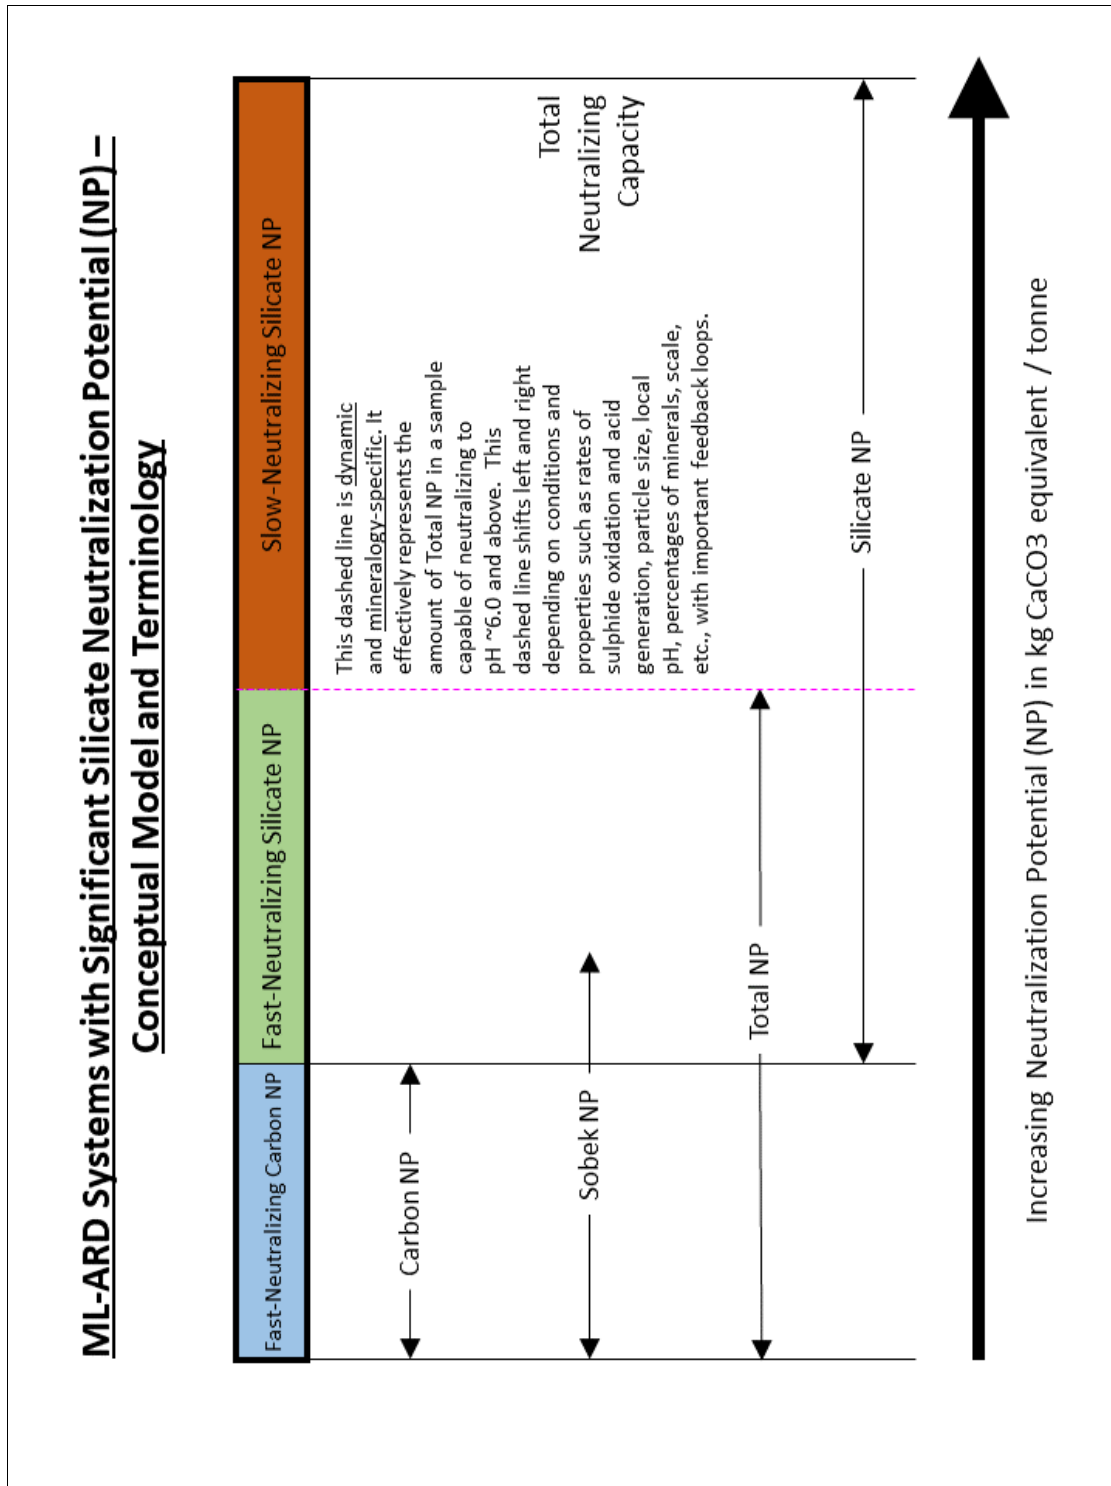 ML-ARD Systems with Significant Silicate Neutralization Potential (NP) –
Conceptual Model and Terminology
Fast-Neutralizing Carbon NP
Fast-Neutralizing Silicate NP
Slow-Neutralizing Silicate NP
This dashed line is dynamic
and mineralogy-specific. It
effectively represents the
amount of Total NP in a sample
capable of neutralizing to
pH ~6.0 and above. This
dashed line shifts left and right
depending on conditions and
properties such as rates of
sulphide oxidation and acid
generation, particle size, local
pH, percentages of minerals, scale,
etc., with important feedback loops.
Total
Neutralizing
Capacity
Carbon NP
Sobek NP
Total NP
Silicate NP
Increasing Neutralization Potential (NP) in kg CaCO3 equivalent / tonne